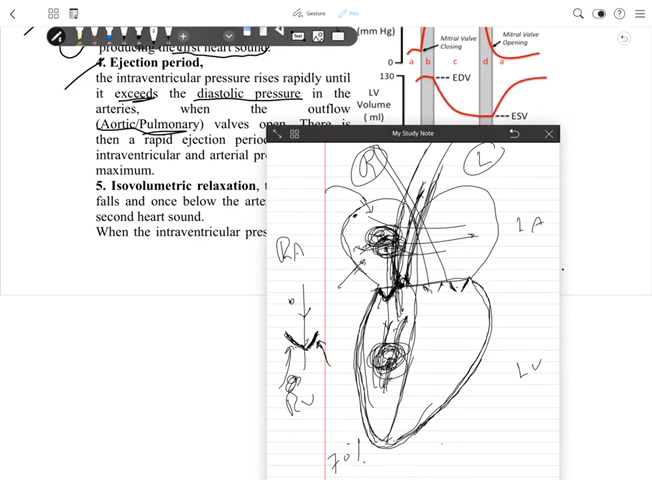 Gesture
Pen
Text
producing the first heart sound.
4. Ejection period,
the intraventricular pressure rises rapidly until
it exceeds the diastolic pressure in the
arteries, when the outflow
(Aortic/Pulmonary) valves open. There is
then a rapid ejection period
intraventricular and arterial pre
maximum.
5. Isovolumetric relaxation, t
falls and once below the arte
second heart sound.
When the intraventricular pres
(mm Hg)
Mitral Valve
Closing
Mitral Valve
Opening
0
a b c d a
130
EDV
LV
Volume
( ml)
ESV
My Study Note
R
L
RA
LA
RV
LV
70%.